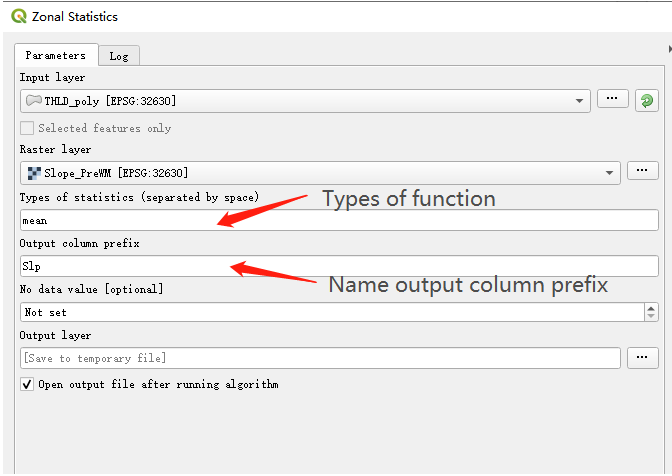 Zonal Statistics
Parameters
Log
Input layer
THLD_poly [EPSG:32630]
...
Selected features only
Raster layer
Slope_PreWM [EPSG:32630]
...
Types of statistics (separated by space)
Types of function
mean
Output column prefix
Slp
Name output column prefix
No data value [optional]
Not set
Output layer
[Save to temporary file]
...
Open output file after running algorithm